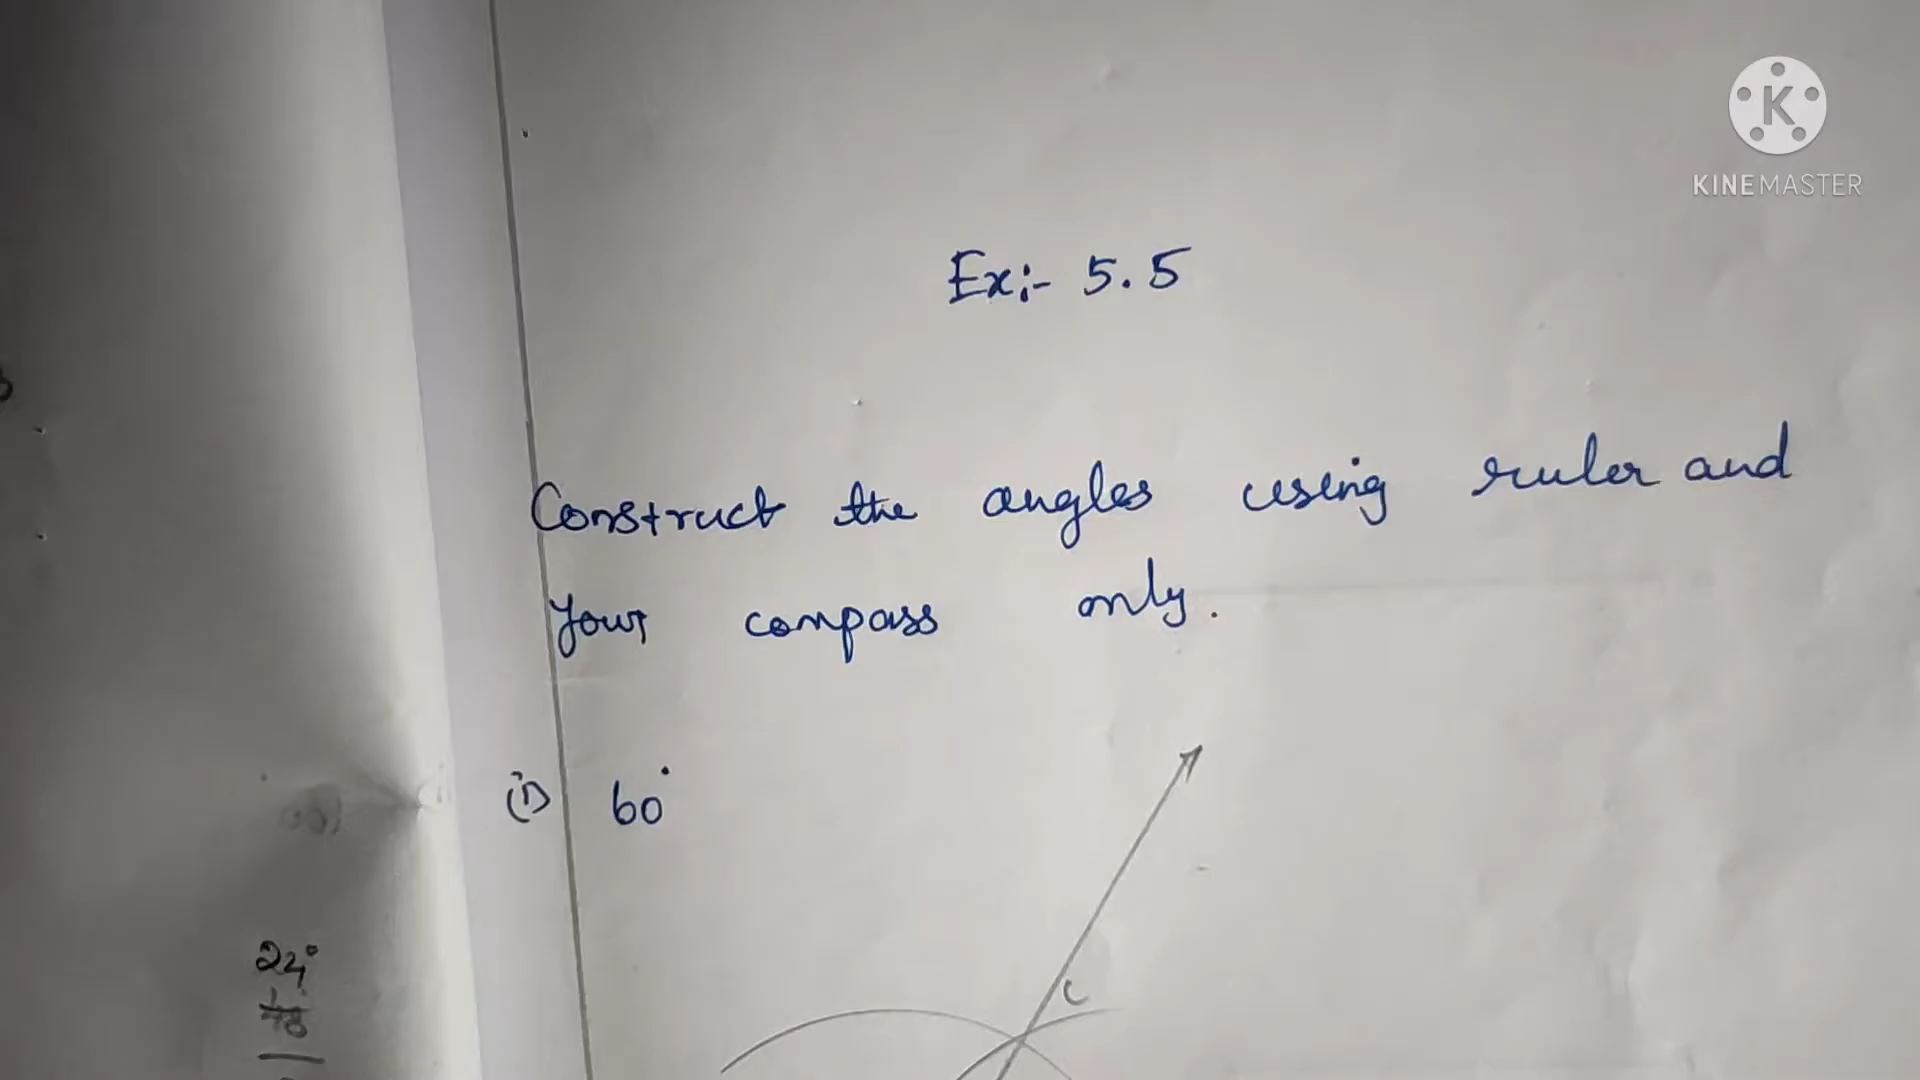 KINEMASTER
Ex:- 5.5
Construct the angles using ruler and
your compass only.
(i) 60°
C
24°